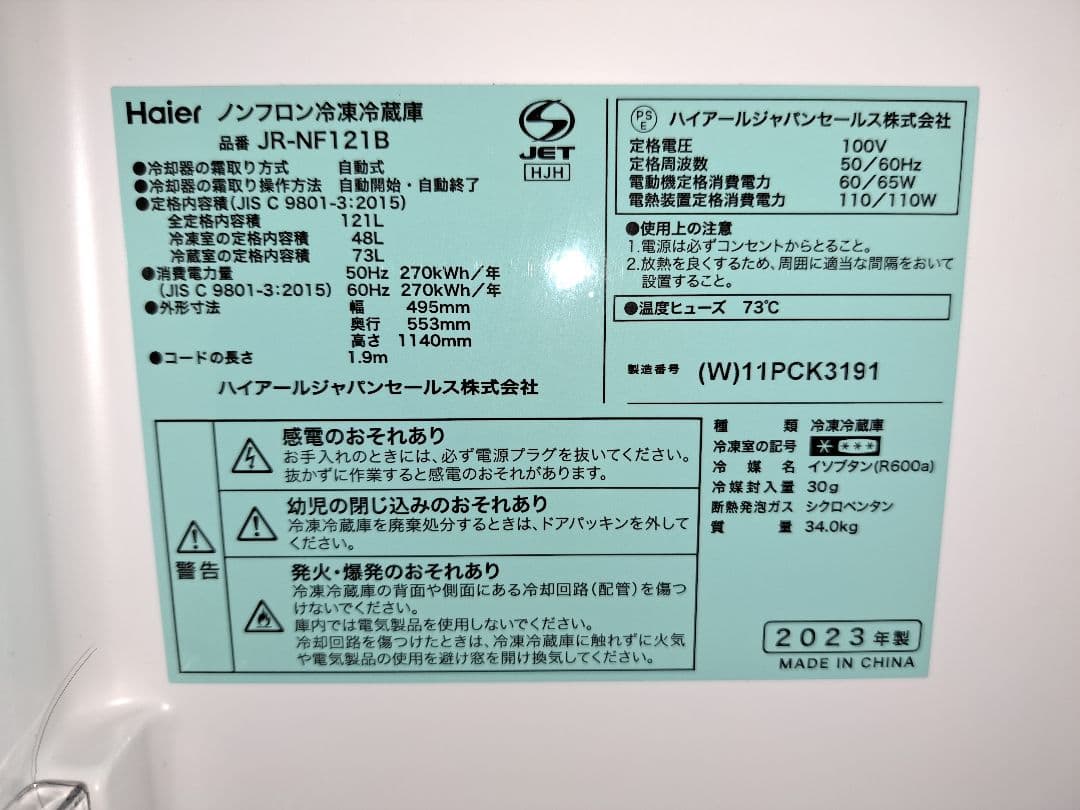 Haier ノンフロン冷凍冷蔵庫
品番 JR-NF121B
●冷却器の霜取り方式 自動式
●冷却器の霜取り操作方法 自動開始・自動終了
●定格内容積(JIS C 9801-3:2015)
全定格内容積 121L
冷凍室の定格内容積 48L
冷蔵室の定格内容積 73L
●消費電力量 50Hz 270kWh/年
(JIS C 9801-3:2015) 60Hz 270kWh/年
●外形寸法 幅 495mm
奥行 553mm
高さ 1140mm
●コードの長さ 1.9m
ハイアールジャパンセールス株式会社
JET
HJH
PSE ハイアールジャパンセールス株式会社
定格電圧 100V
定格周波数 50/60Hz
電動機定格消費電力 60/65W
電熱装置定格消費電力 110/110W
●使用上の注意
1.電源は必ずコンセントからとること。
2.放熱を良くするため、周囲に適当な間隔をおいて
設置すること。
●温度ヒューズ 73℃
製造番号 (W)11PCK3191
警告
感電のおそれあり
お手入れのときには、必ず電源プラグを抜いてください。
抜かずに作業すると感電のおそれがあります。
幼児の閉じ込みのおそれあり
冷凍冷蔵庫を廃棄処分するときは、ドアパッキンを外して
ください。
発火・爆発のおそれあり
冷凍冷蔵庫の背面や側面にある冷却回路(配管)を傷つ
けないでください。
庫内では電気製品を使用しないでください。
冷却回路を傷つけたときは、冷凍冷蔵庫に触れずに火気
や電気製品の使用を避け窓を開け換気してください。
種類 冷凍冷蔵庫
冷凍室の記号 * ***
冷媒名 イソブタン(R600a)
冷媒封入量 30g
断熱発泡ガス シクロペンタン
質量 34.0kg
2023年製
MADE IN CHINA